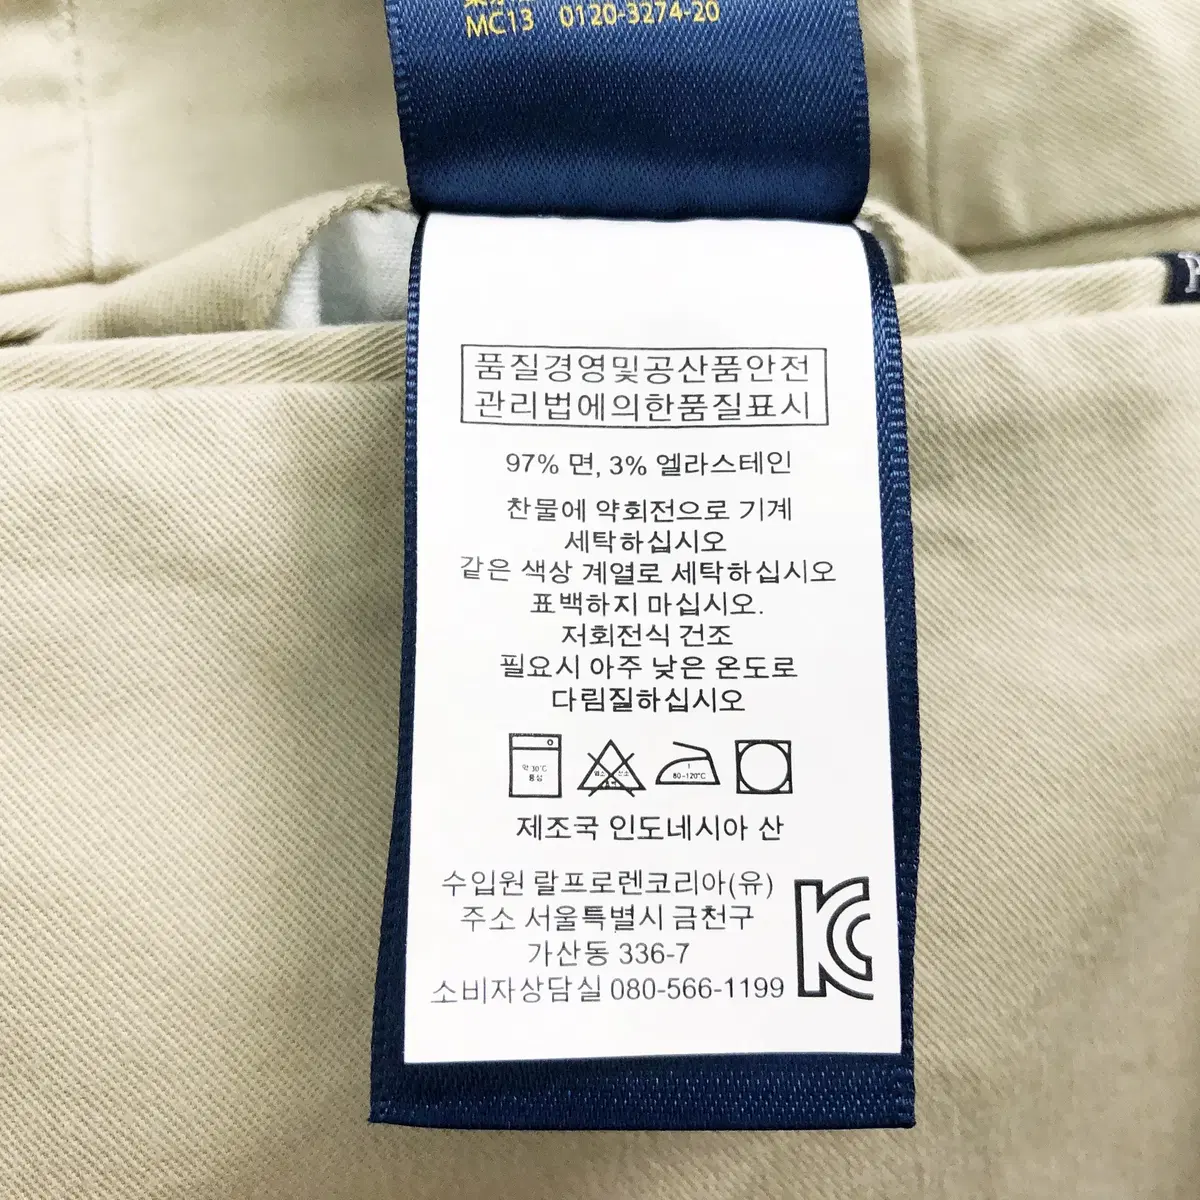 MC13 0120-3274-20
품질경영및공산품안전
관리법에의한품질표시
97% 면, 3% 엘라스테인
찬물에 약회전으로 기계
세탁하십시오
같은 색상 계열로 세탁하십시오
표백하지 마십시오.
저회전식 건조
필요시 아주 낮은 온도로
다림질하십시오
약 30℃
중성
1
80-120℃
제조국 인도네시아 산
수입원 랄프로렌코리아(유)
주소 서울특별시 금천구
가산동 336-7
소비자상담실 080-566-1199
KC
P